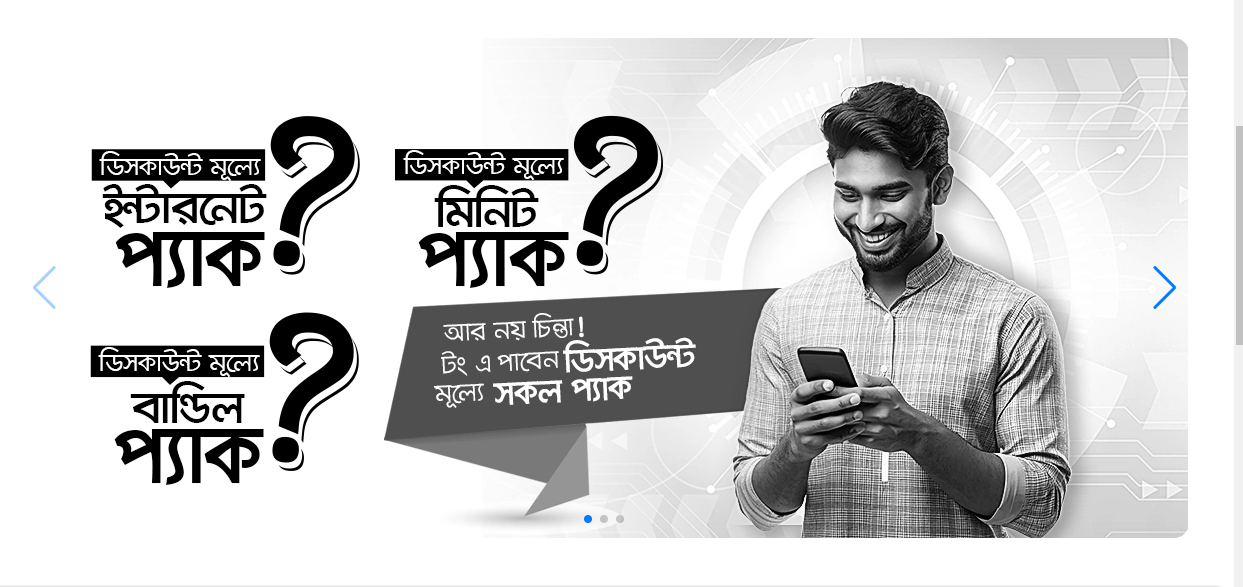 ডিসকাউন্ট মূল্যে
ইন্টারনেট
প্যাক?
ডিসকাউন্ট মূল্যে
মিনিট
প্যাক?
ডিসকাউন্ট মূল্যে
বান্ডিল
প্যাক?
আর নয় চিন্তা!
টং এ পাবেন ডিসকাউন্ট
মূল্যে সকল প্যাক